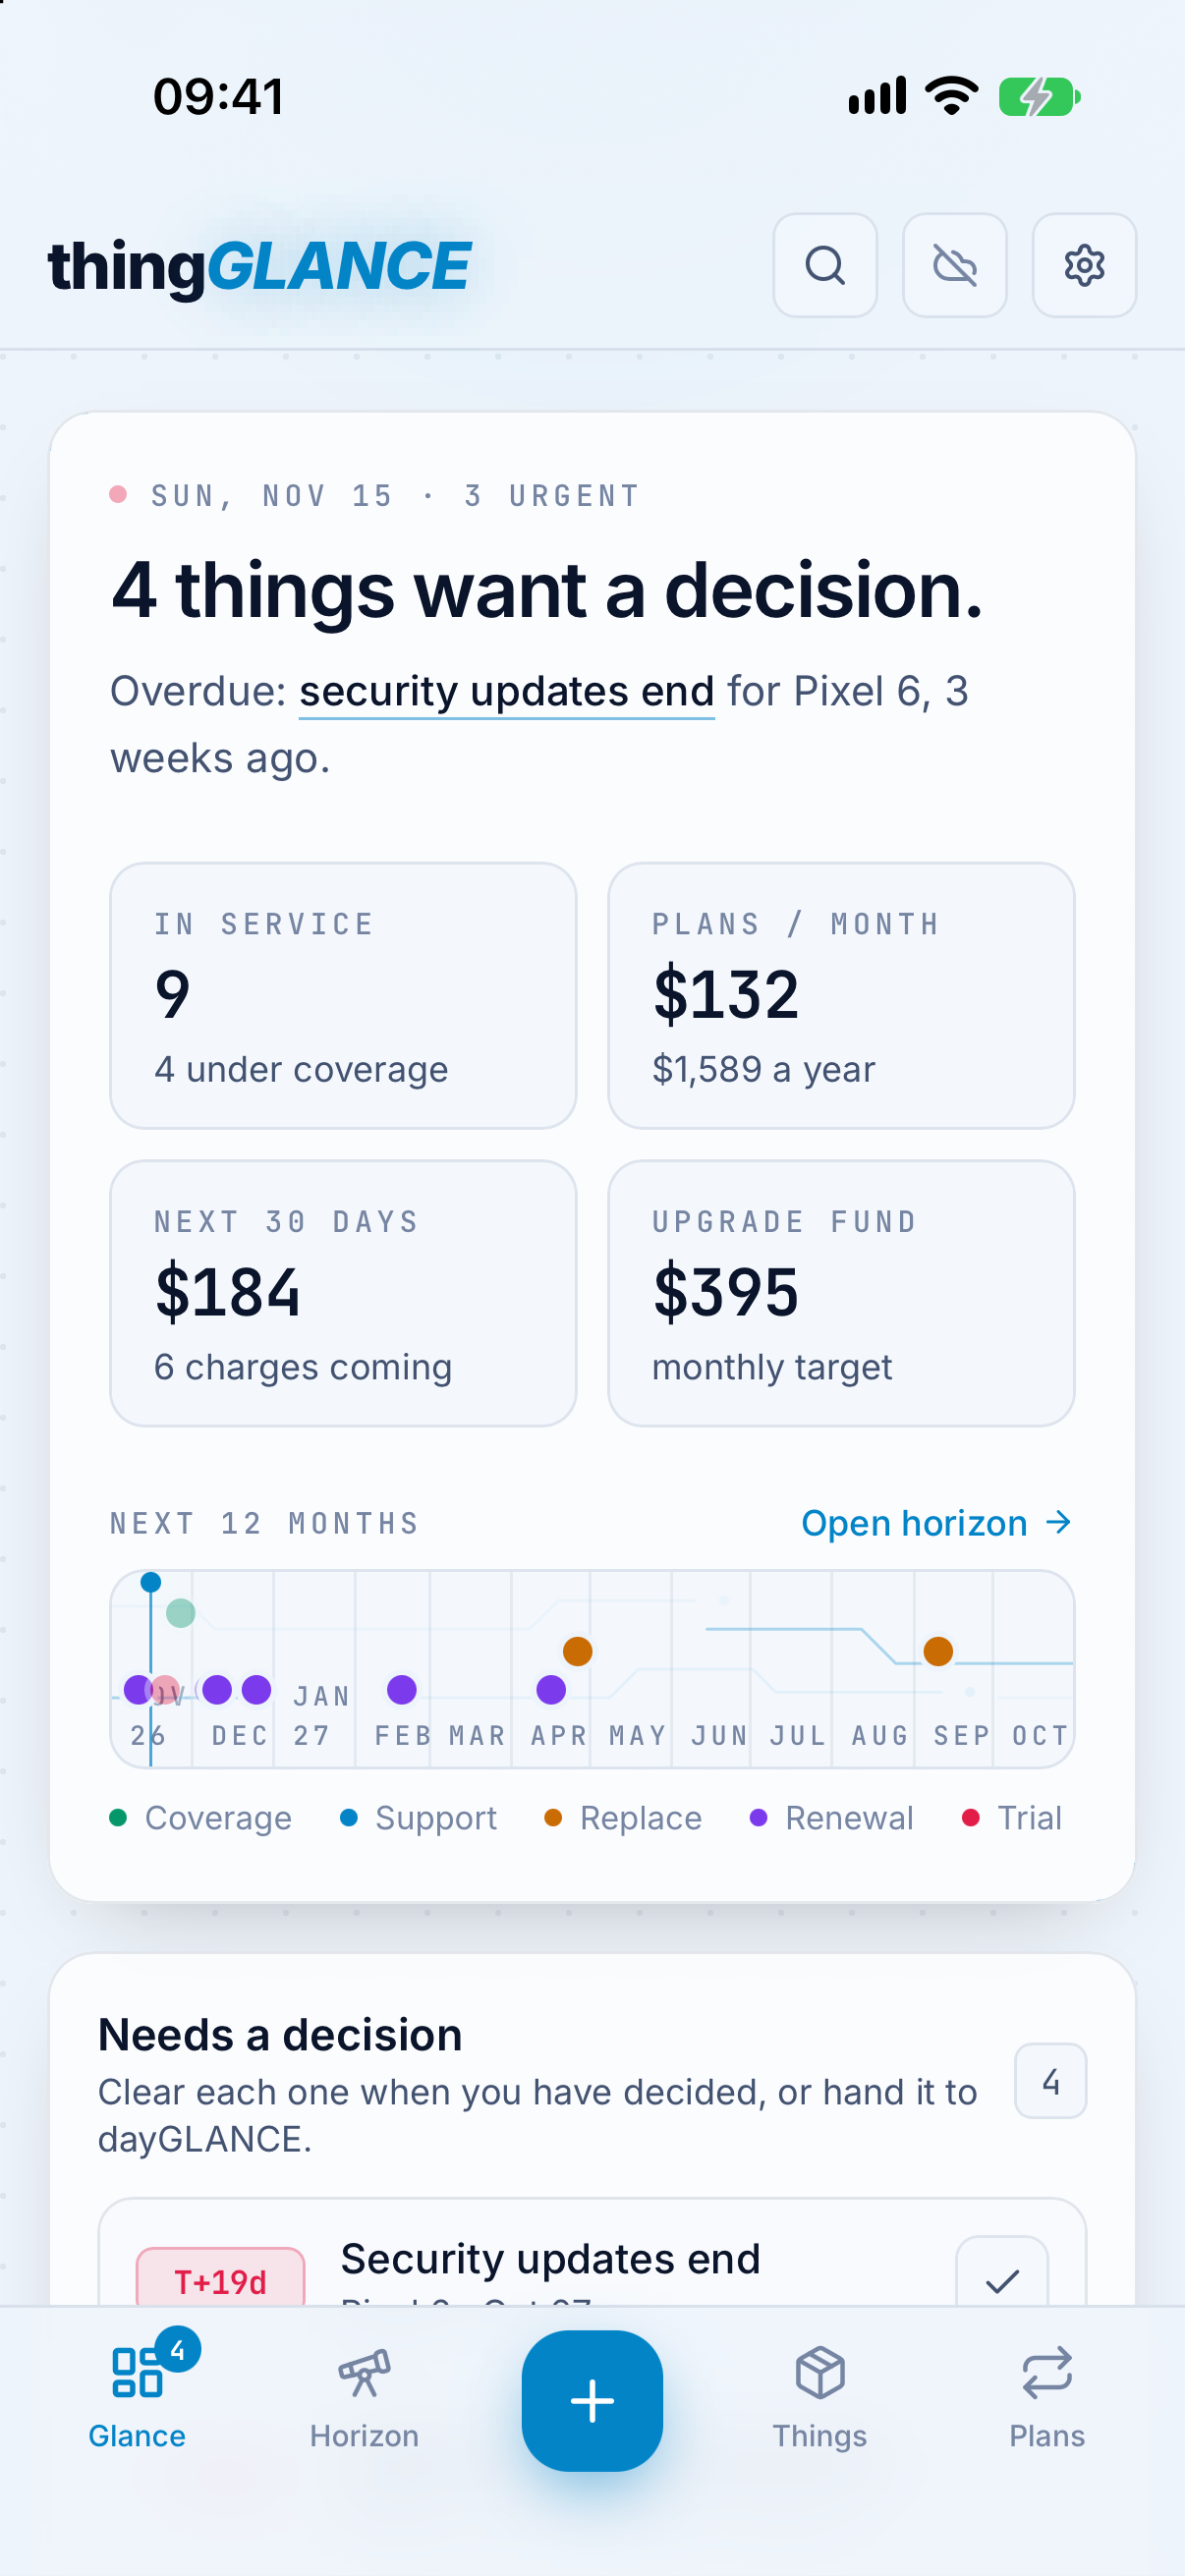 09:41
thingGLANCE
SUN, NOV 15 · 3 URGENT
4 things want a decision.
Overdue: security updates end for Pixel 6, 3
weeks ago.
IN SERVICE
9
4 under coverage
PLANS / MONTH
$132
$1,589 a year
NEXT 30 DAYS
$184
6 charges coming
UPGRADE FUND
$395
monthly target
NEXT 12 MONTHS
Open horizon →
26 DEC JAN 27 FEB MAR APR MAY JUN JUL AUG SEP OCT
Coverage Support Replace Renewal Trial
Needs a decision
4
Clear each one when you have decided, or hand it to
dayGLANCE.
T+19d
Security updates end
4
Glance Horizon Things Plans